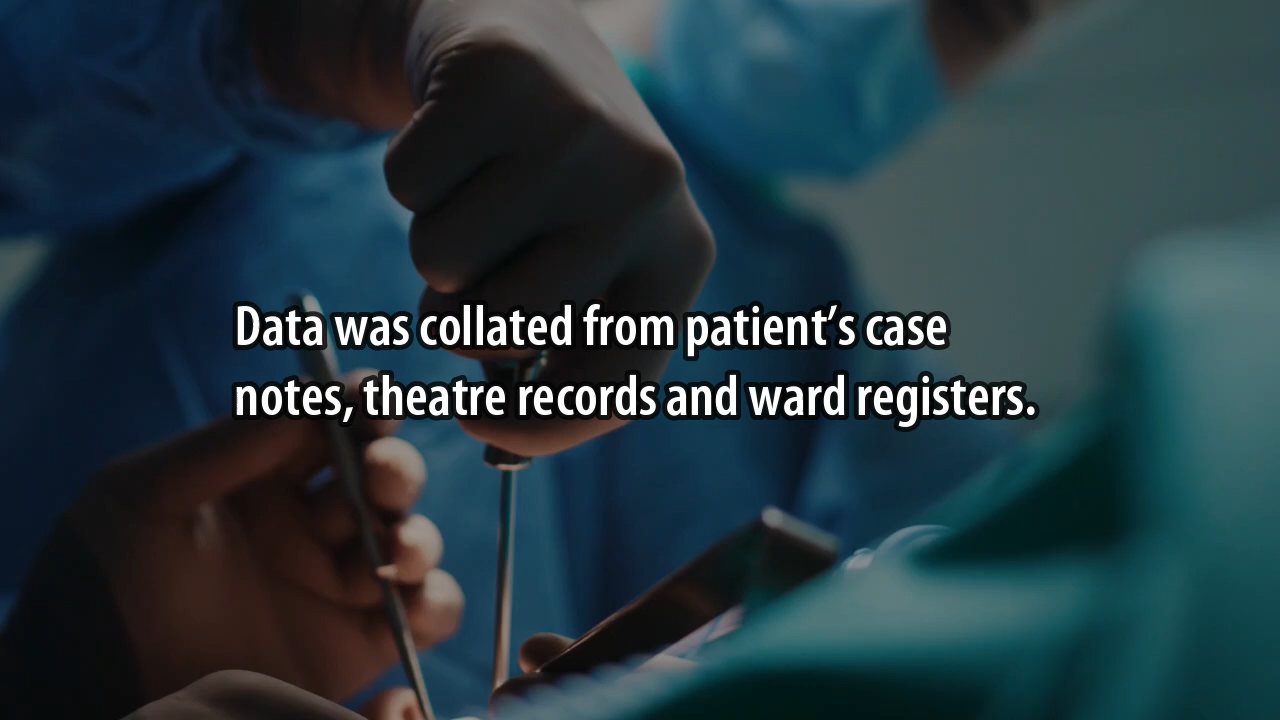 Data was collated from patient’s case
notes, theatre records and ward registers.